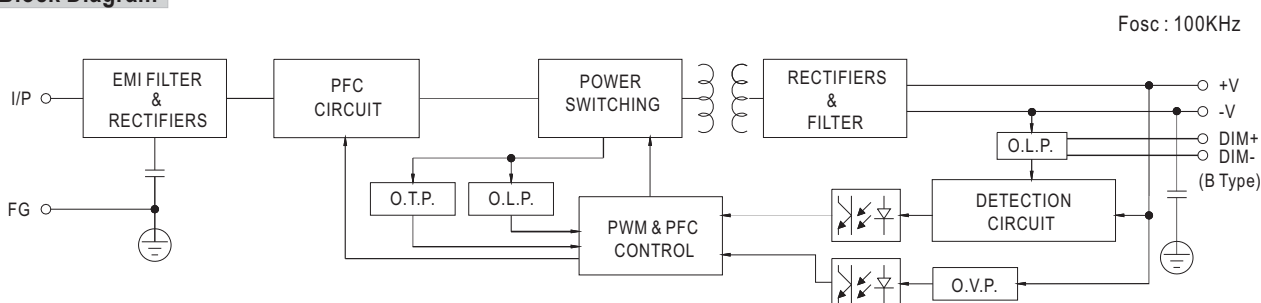 Block Diagram
Fosc : 100KHz
I/P
EMI FILTER
&
RECTIFIERS
PFC
CIRCUIT
POWER
SWITCHING
RECTIFIERS
&
FILTER
+V
-V
DIM+
DIM-
(B Type)
O.L.P.
FG
O.T.P.
O.L.P.
PWM & PFC
CONTROL
DETECTION
CIRCUIT
O.V.P.